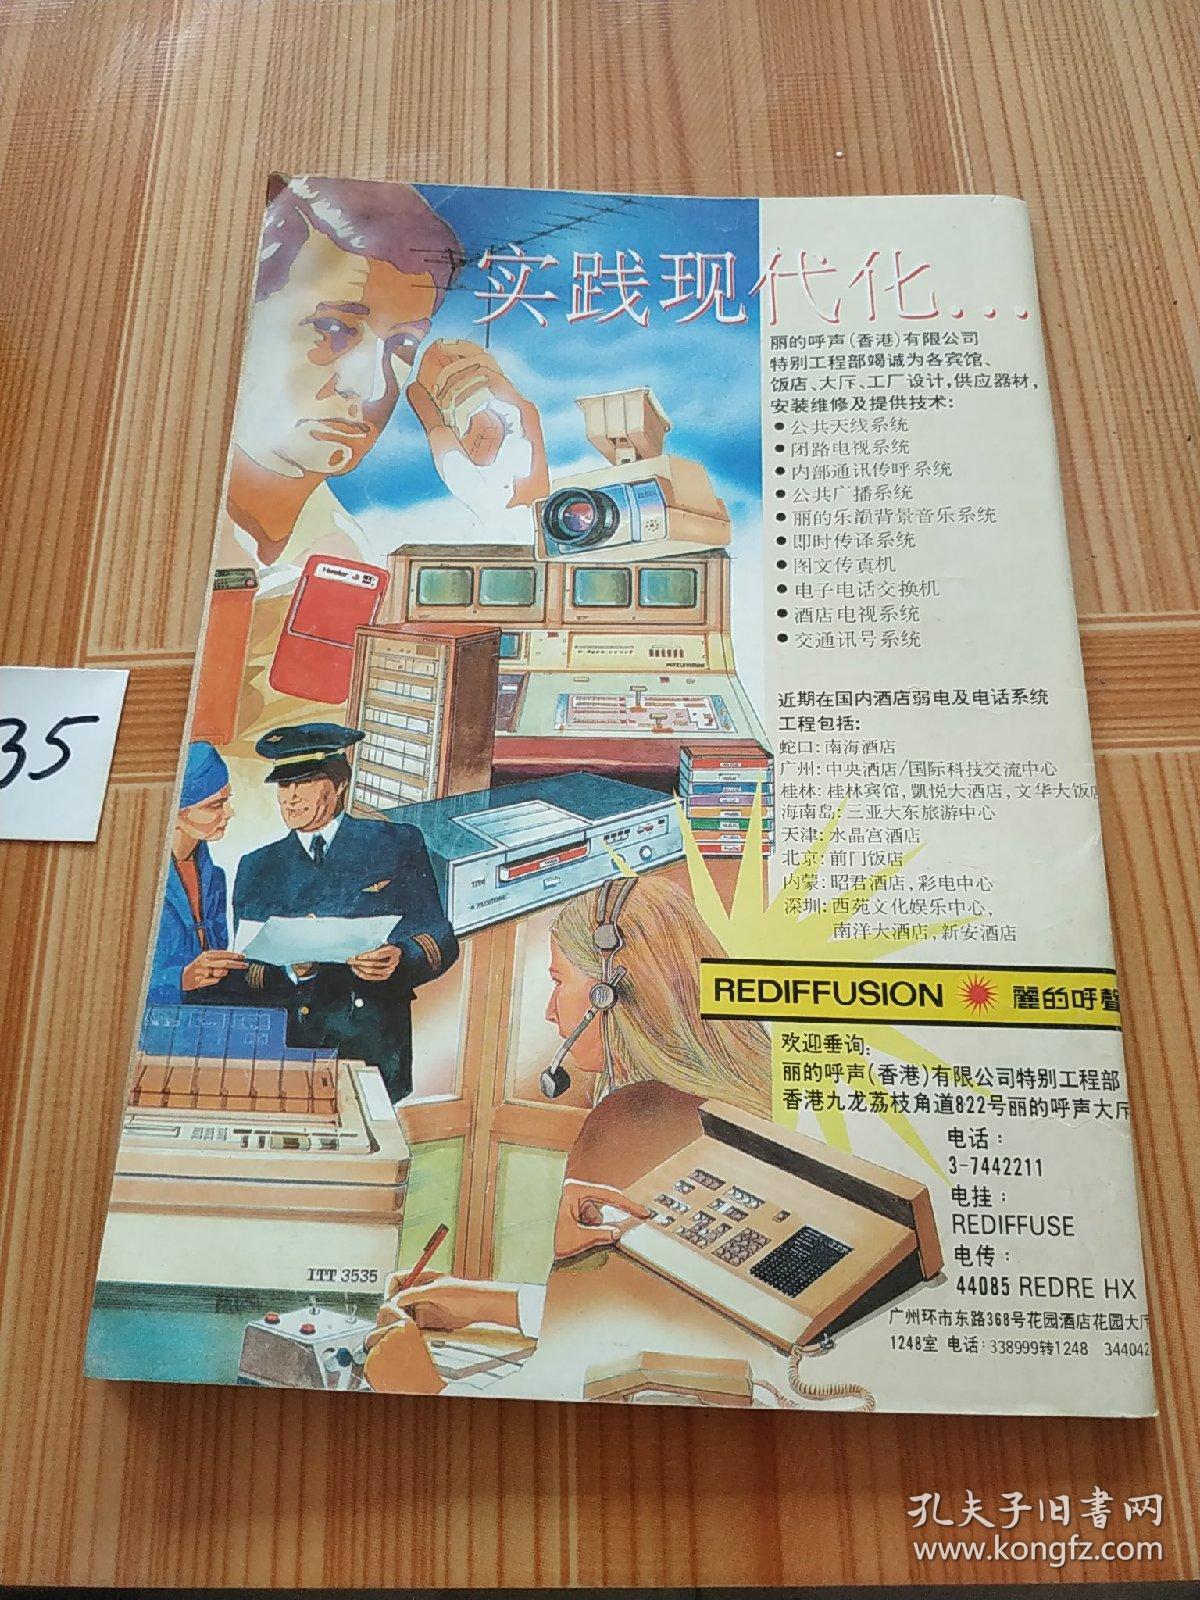 实践现代化...
丽的呼声(香港)有限公司
特别工程部竭诚为各宾馆、
饭店、大厅、工厂设计,供应器材,
安装维修及提供技术:
●公共天线系统
●闭路电视系统
●内部通讯传呼系统
●公共广播系统
●丽的乐韻背景音乐系统
●即时传译系统
●图文传真机
●电子电话交换机
●酒店电视系统
●交通讯号系统
近期在国内酒店弱电及电话系统
工程包括:
蛇口:南海酒店
广州:中央酒店/国际科技交流中心
桂林:桂林宾馆,凯悦大酒店,文华大饭店
海南岛:三亚大东旅游中心
天津:水晶宫酒店
北京:前门饭店
内蒙:昭君酒店,彩电中心
深圳:西苑文化娱乐中心,
南洋大酒店,新安酒店
REDIFFUSION 麗的呼聲
欢迎垂询:
丽的呼声(香港)有限公司特别工程部
香港九龙荔枝角道822号丽的呼声大厅
电话:
3-7442211
电挂:
REDIFFUSE
电传:
44085 REDRE HX
广州环市东路368号花园酒店花园大厅
1248室 电话:338999转1248 344042
ITT 3535
35
孔夫子旧书网
www.kongfz.com